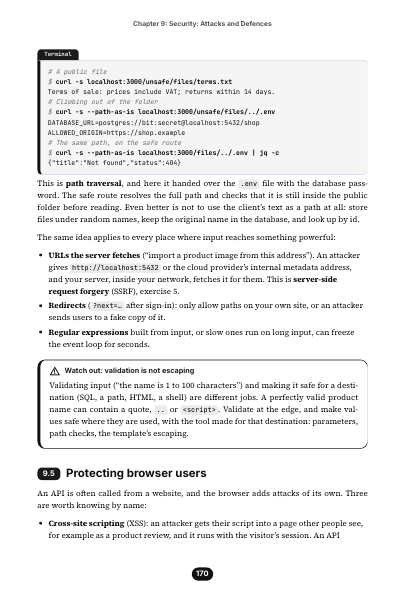 Chapter 9: Security: Attacks and Defences
Terminal
# A public file
$ curl -s localhost:3000/unsafe/files/terms.txt
Terms of sale: prices include VAT; returns within 14 days.
# Climbing out of the folder
$ curl -s --path-as-is localhost:3000/unsafe/files/../.env
DATABASE_URL=postgres://bit:secret@localhost:5432/shop
ALLOWED_ORIGIN=https://shop.example
# The same path, on the safe route
$ curl -s --path-as-is localhost:3000/files/../.env | jq -c
{"title":"Not found","status":404}
This is path traversal, and here it handed over the .env file with the database pass-
word. The safe route resolves the full path and checks that it is still inside the public
folder before reading. Even better is not to use the client's text as a path at all: store
files under random names, keep the original name in the database, and look up by id.
The same idea applies to every place where input reaches something powerful:
• URLs the server fetches ("import a product image from this address"). An attacker
gives http://localhost:5432 or the cloud provider's internal metadata address,
and your server, inside your network, fetches it for them. This is server-side
request forgery (SSRF), exercise 5.
• Redirects (?next=… after sign-in): only allow paths on your own site, or an attacker
sends users to a fake copy of it.
• Regular expressions built from input, or slow ones run on long input, can freeze
the event loop for seconds.
Watch out: validation is not escaping
Validating input ("the name is 1 to 100 characters") and making it safe for a desti-
nation (SQL, a path, HTML, a shell) are different jobs. A perfectly valid product
name can contain a quote, .. or <script>. Validate at the edge, and make val-
ues safe where they are used, with the tool made for that destination: parameters,
path checks, the template's escaping.
9.5 Protecting browser users
An API is often called from a website, and the browser adds attacks of its own. Three
are worth knowing by name:
• Cross-site scripting (XSS): an attacker gets their script into a page other people see,
for example as a product review, and it runs with the visitor's session. An API
170